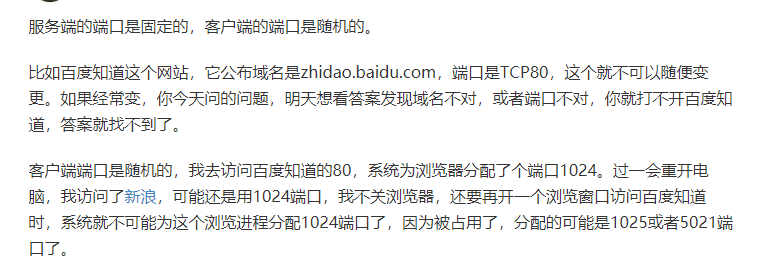 服务端的端口是固定的，客户端的端口是随机的。
比如百度知道这个网站，它公布域名是zhidao.baidu.com，端口是TCP80，这个就不可以随便变
更。如果经常变，你今天问的问题，明天想看答案发现域名不对，或者端口不对，你就打不开百度知
道，答案就找不到了。
客户端端口是随机的，我去访问百度知道的80，系统为浏览器分配了个端口1024。过一会重开电
脑，我访问了新浪，可能还是用1024端口，我不关浏览器，还要再开一个浏览窗口访问百度知道
时，系统就不可能为这个浏览进程分配1024端口了，因为被占用了，分配的可能是1025或者5021端
口了。